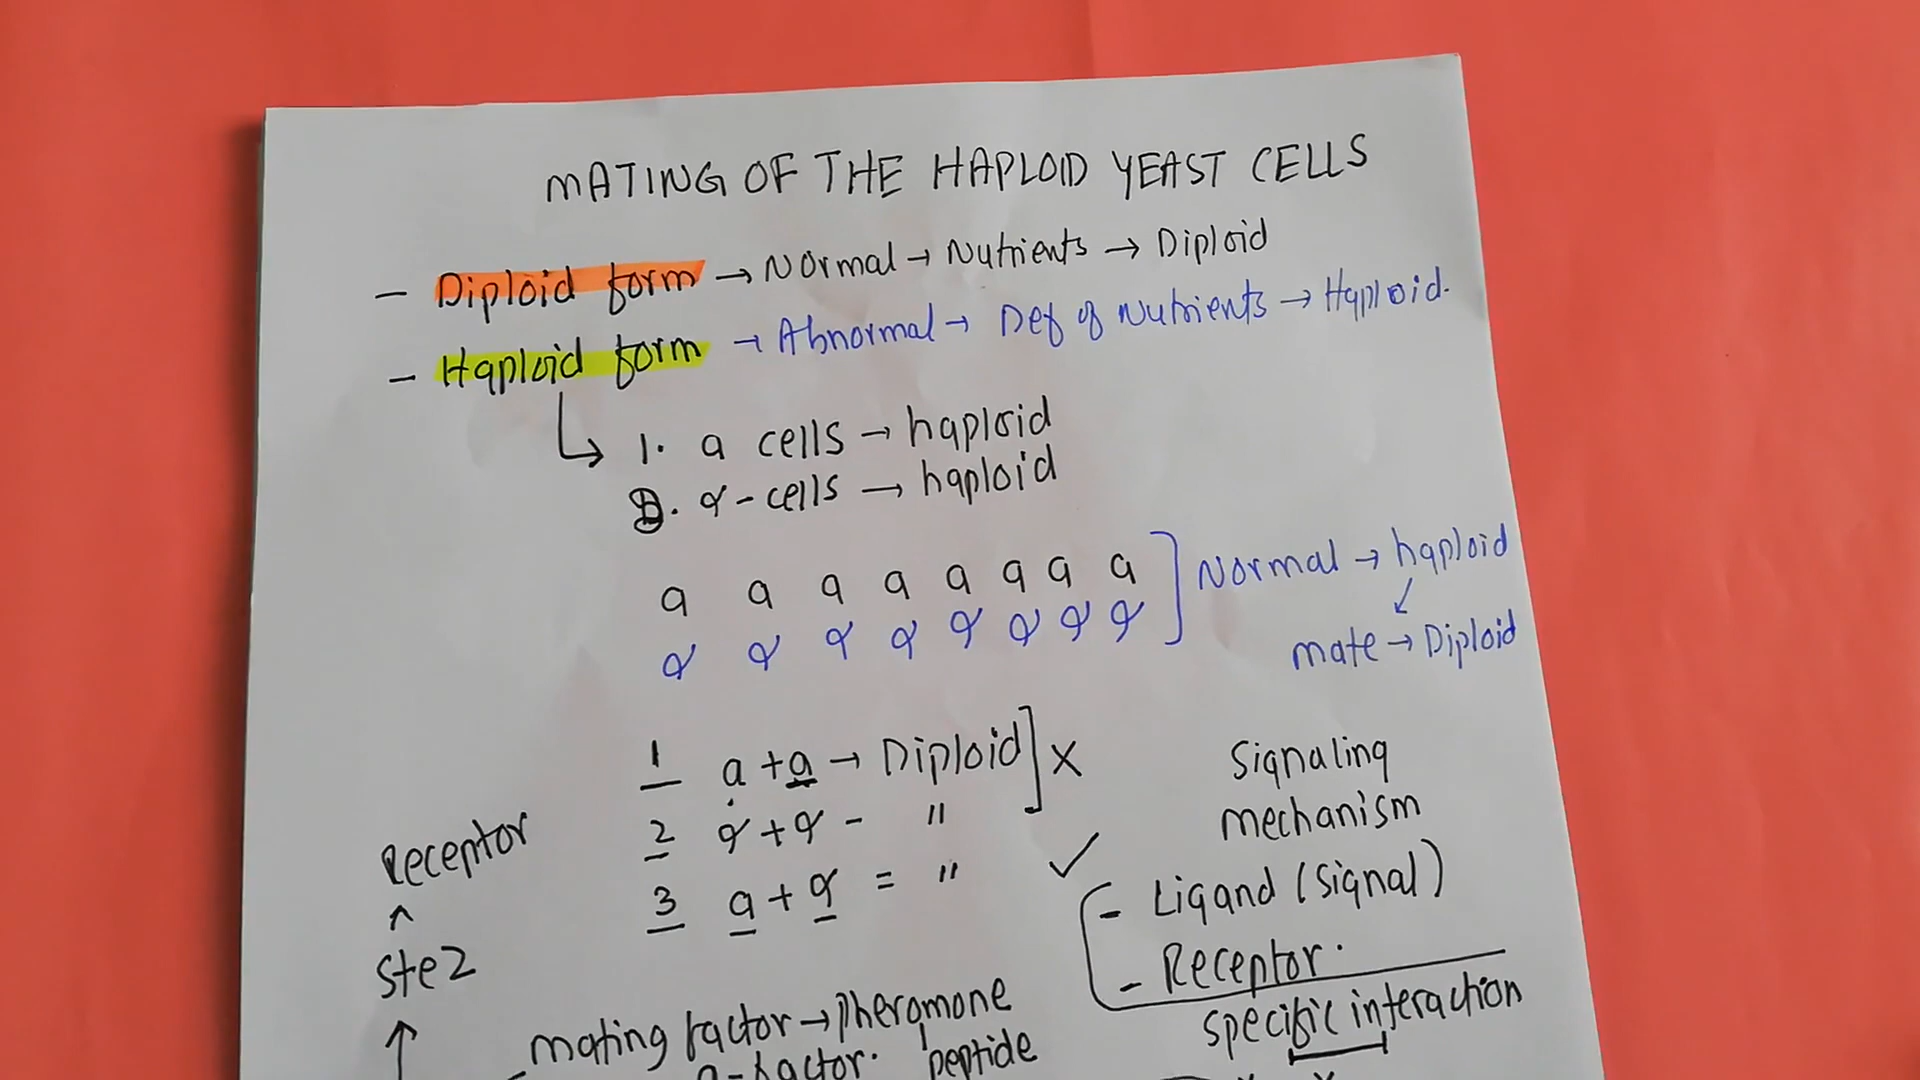 MATING OF THE HAPLOID YEAST CELLS
- Diploid form → Normal → Nutrients → Diploid
- Haploid form → Abnormal → Def of Nutrients → Haploid.
1. a cells → haploid
2. α-cells → haploid
a a a a a a a a
α α α α α α α α
Normal → haploid
mate → Diploid
1 a + a → Diploid ] X
2 α + α - "
3 a + α = " ✓
Signaling
mechanism
- Ligand (signal)
- Receptor.
specific interaction
Receptor
↑
Ste2
↑
mating factor → Pheromone
a-factor. peptide